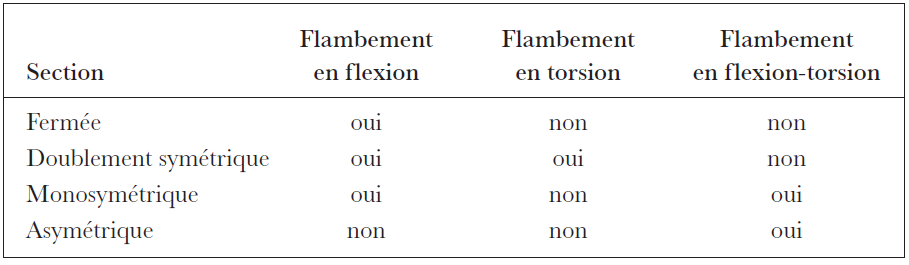 Section Flambement en flexion Flambement en torsion Flambement en flexion-torsion
Fermée oui non non
Doublement symétrique oui oui non
Monosymétrique oui non oui
Asymétrique non non oui